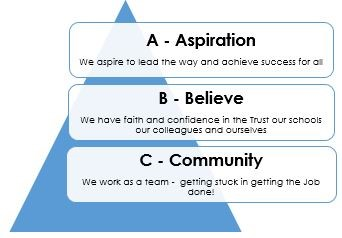 A - Aspiration
We aspire to lead the way and achieve success for all
B - Believe
We have faith and confidence in the Trust our schools
our colleagues and ourselves
C - Community
We work as a team - getting stuck in getting the Job
done!